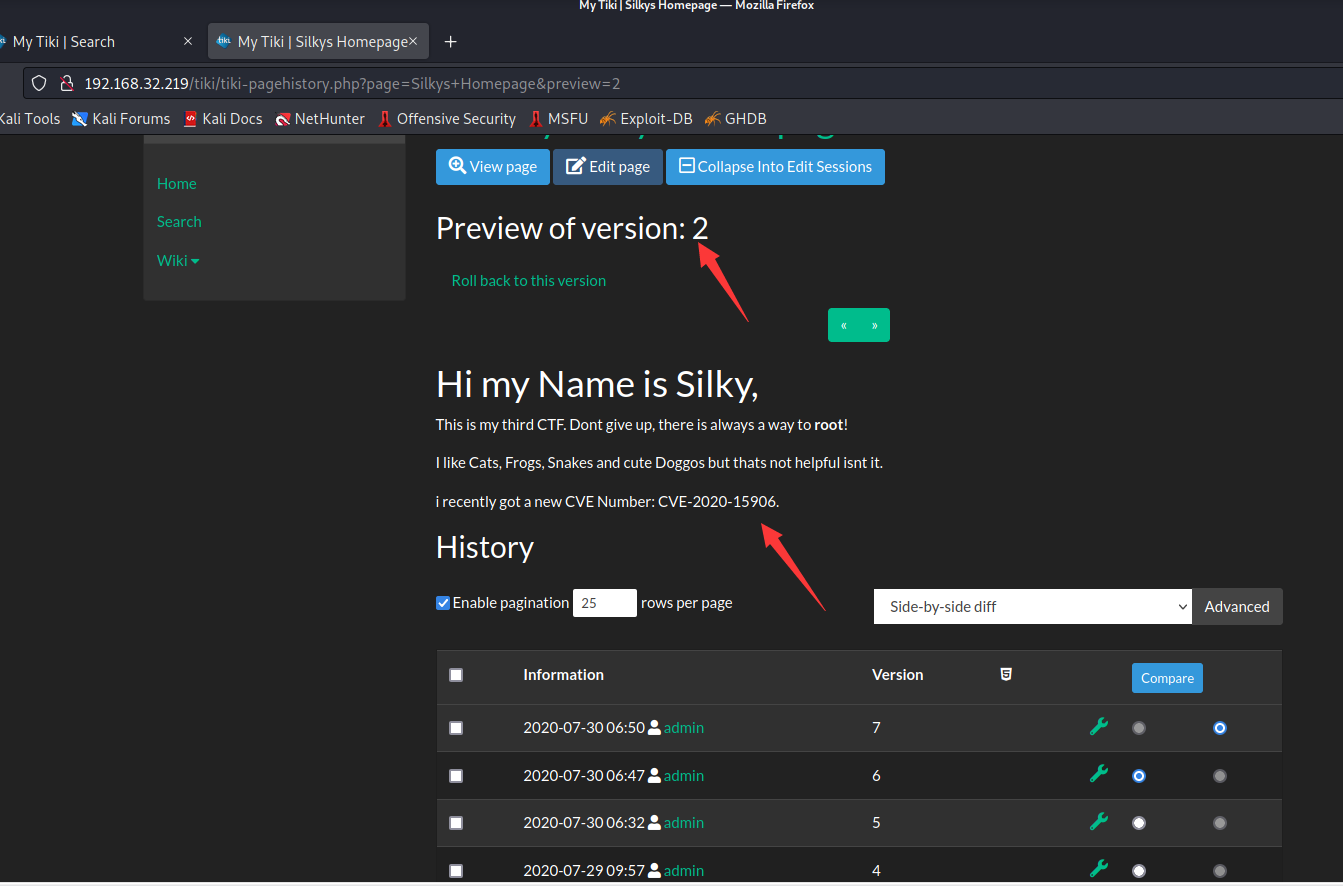 My Tiki | Silkys Homepage — Mozilla Firefox
My Tiki | Search × My Tiki | Silkys Homepage × +
192.168.32.219/tiki/tiki-pagehistory.php?page=Silkys+Homepage&preview=2
Kali Tools Kali Forums Kali Docs NetHunter Offensive Security MSFU Exploit-DB GHDB
View page Edit page Collapse Into Edit Sessions
Home
Search
Wiki
Preview of version: 2
Roll back to this version
« »
Hi my Name is Silky,
This is my third CTF. Dont give up, there is always a way to root!
I like Cats, Frogs, Snakes and cute Doggos but thats not helpful isnt it.
i recently got a new CVE Number: CVE-2020-15906.
History
Enable pagination 25 rows per page Side-by-side diff Advanced
Information Version Compare
2020-07-30 06:50 admin 7
2020-07-30 06:47 admin 6
2020-07-30 06:32 admin 5
2020-07-29 09:57 admin 4